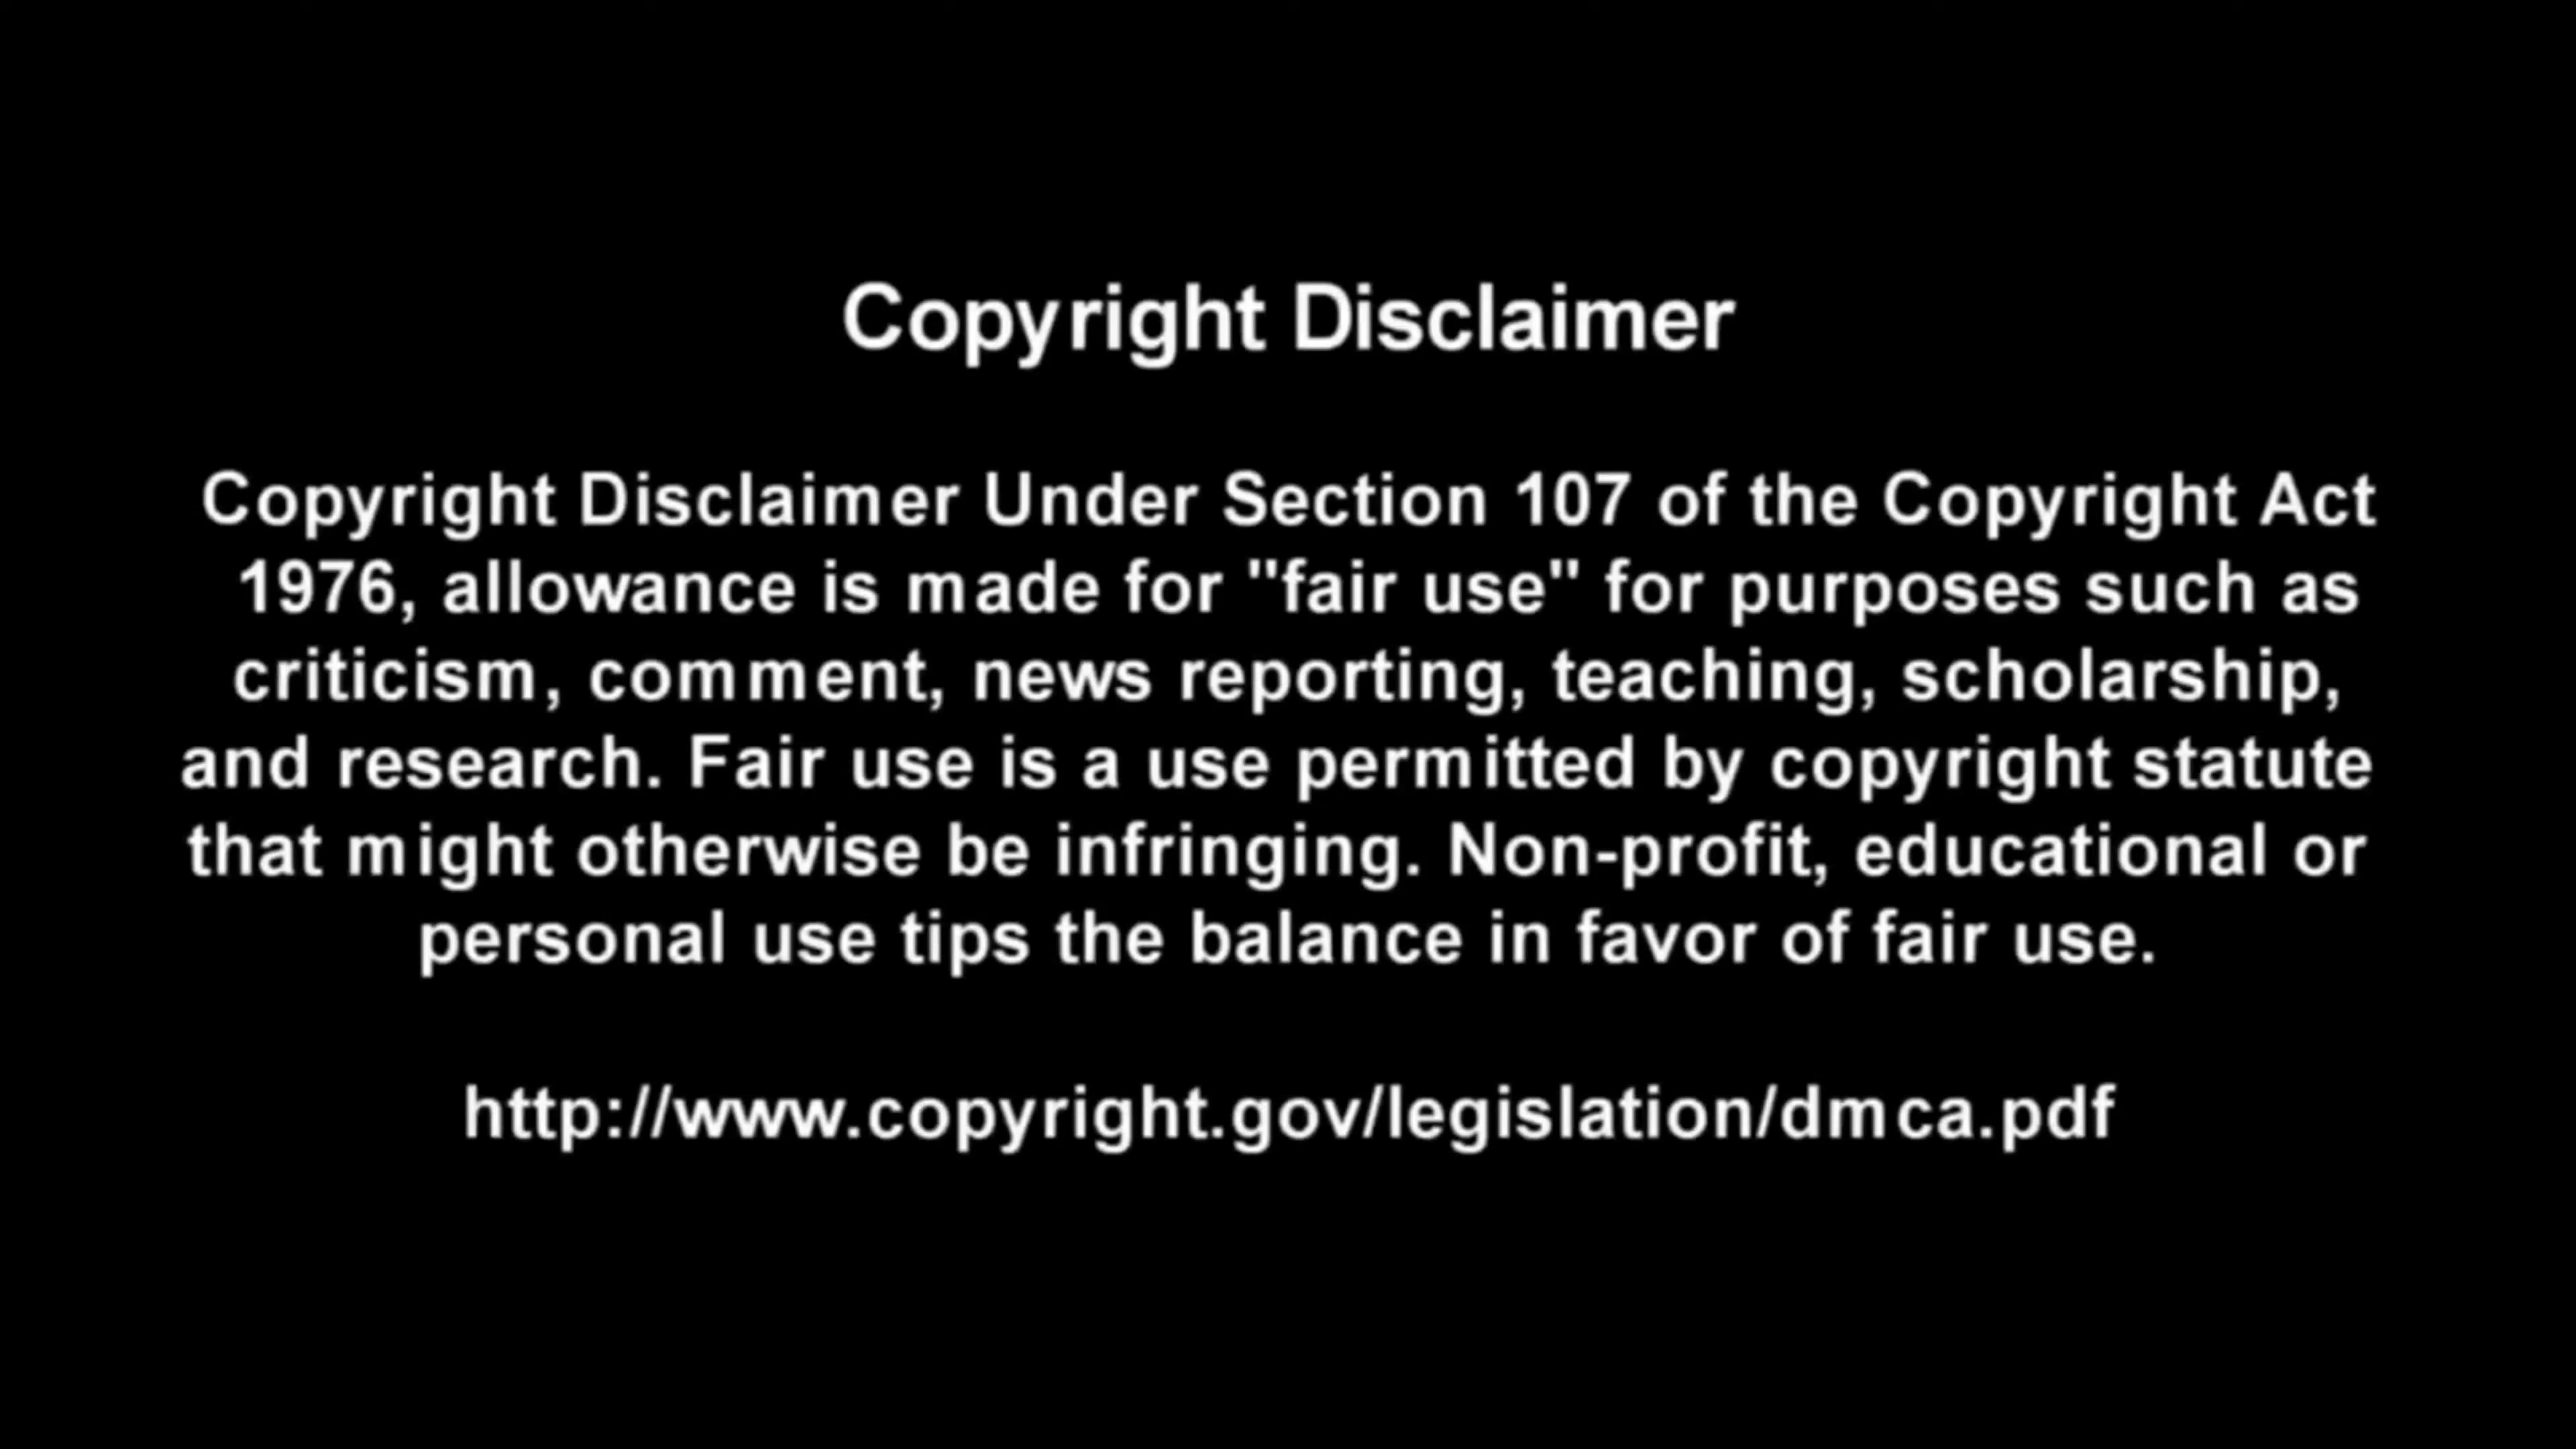 Copyright Disclaimer
Copyright Disclaimer Under Section 107 of the Copyright Act
1976, allowance is made for "fair use" for purposes such as
criticism, comment, news reporting, teaching, scholarship,
and research. Fair use is a use permitted by copyright statute
that might otherwise be infringing. Non-profit, educational or
personal use tips the balance in favor of fair use.
http://www.copyright.gov/legislation/dmca.pdf